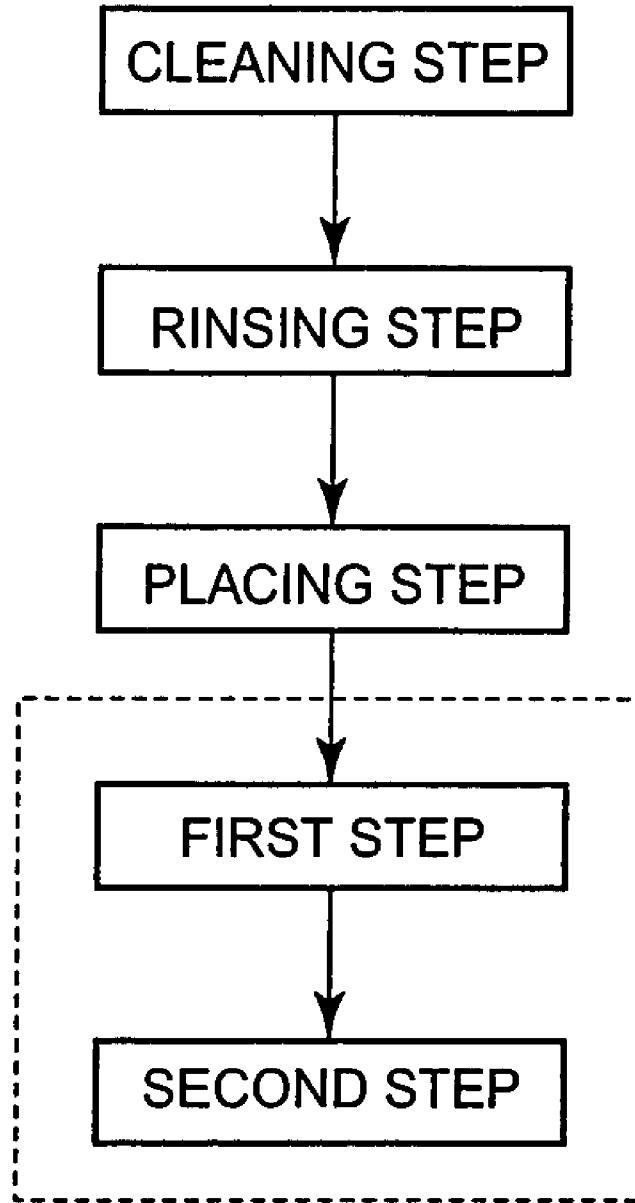 CLEANING STEP
RINSING STEP
PLACING STEP
FIRST STEP
SECOND STEP